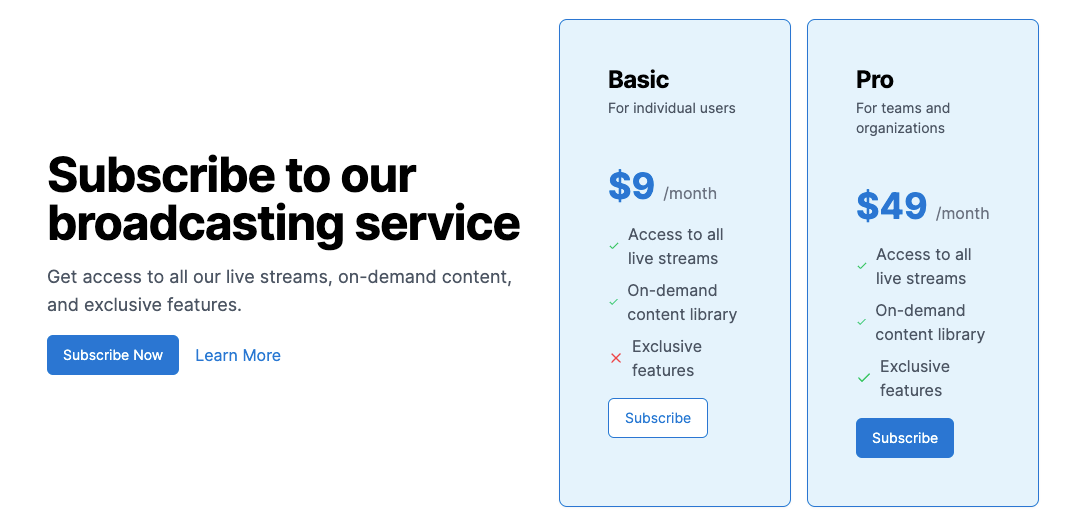 Subscribe to our
broadcasting service
Get access to all our live streams, on-demand content,
and exclusive features.
Subscribe Now
Learn More
Basic
For individual users
$9 /month
Access to all
live streams
On-demand
content library
Exclusive
features
Subscribe
Pro
For teams and
organizations
$49 /month
Access to all
live streams
On-demand
content library
Exclusive
features
Subscribe